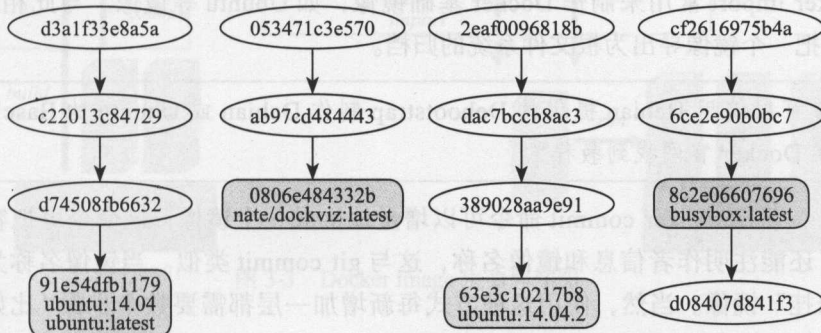 d3a1f33e8a5a
053471c3e570
2eaf00968189
cf2616975b4a
c22013c84729
ab97cd484443
dac7bccb8ac3
6ce2e90b0bc7
d74508fb6632
0806e484332b
nate/dockviz:latest
389028aa9e91
8c2e06607696
busybox:latest
91e54dfb1179
ubuntu:14.04
ubuntu:latest
63e3c10217b8
ubuntu:14.04.2
d08407d841f3